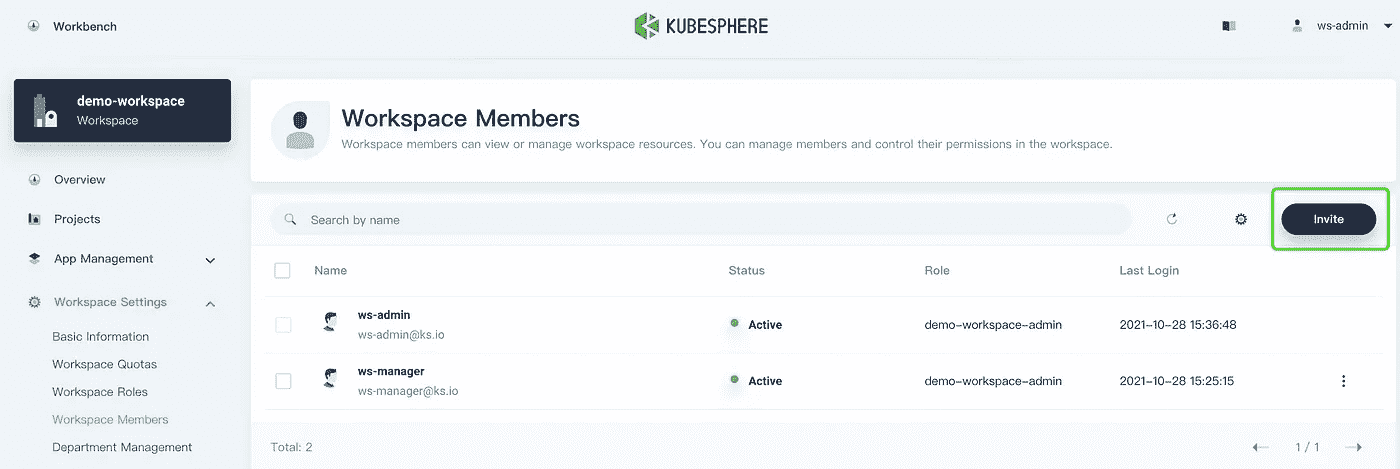 Workbench
KUBESPHERE
ws-admin
demo-workspace
Workspace
Overview
Projects
App Management
Workspace Settings
Basic Information
Workspace Quotas
Workspace Roles
Workspace Members
Department Management
Workspace Members
Workspace members can view or manage workspace resources. You can manage members and control their permissions in the workspace.
Search by name
Invite
Name Status Role Last Login
ws-admin
ws-admin@ks.io
Active
demo-workspace-admin
2021-10-28 15:36:48
ws-manager
ws-manager@ks.io
Active
demo-workspace-admin
2021-10-28 15:25:15
Total: 2
1 / 1